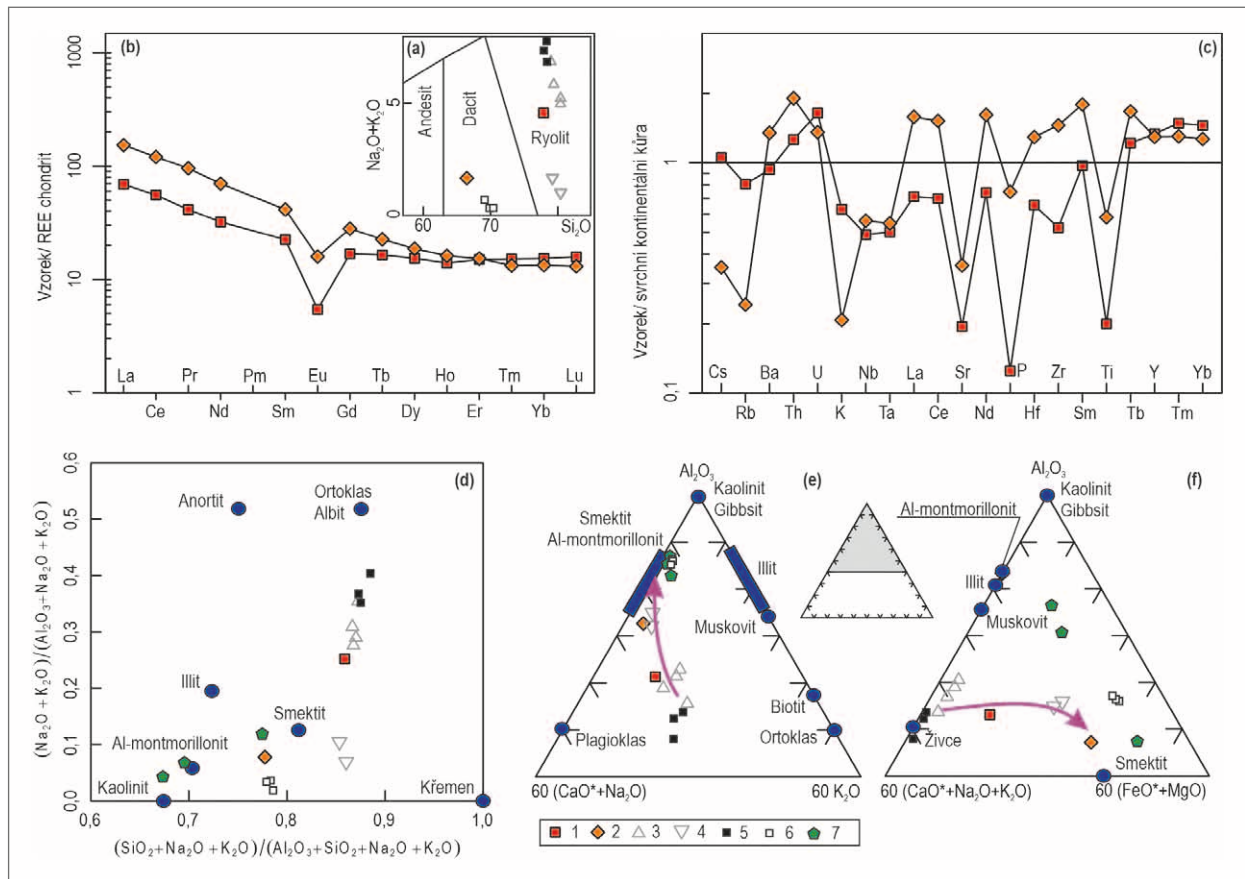 (b)
1000
100
10
1
Vzorek/ REE chondrit
La
Pr
Pm
Eu
Tb
Ho
Tm
Lu
Ce
Nd
Sm
Gd
Dy
Er
Yb
(a)
Na₂O+K₂O
5
0
Andesit
Dacit
Ryolit
60
70
Si₂O
(c)
Vzorek/ svrchní kontinentální kůra
1
0,1
Cs
Ba
U
Nb
La
Sr
P
Zr
Ti
Y
Yb
Rb
Th
K
Ta
Ce
Nd
Hf
Sm
Tb
Tm
(d)
0,6
0,5
0,4
0,3
0,2
0,1
0,
(Na₂O + K₂O)/(Al₂O₃+Na₂O + K₂O)
Anortit
Ortoklas
Albit
Illit
Smektit
Al-montmorillonit
Kaolinit
Křemen
0,6
0,7
0,8
0,9
1,0
(SiO₂+Na₂O + K₂O)/(Al₂O₃+SiO₂+Na₂O + K₂O)
(e)
Al₂O₃
Kaolinit
Gibbsit
Smektit
Al-montmorillonit
Illit
Muskovit
Biotit
Plagioklas
Ortoklas
60 (CaO*+Na₂O)
60 K₂O
(f)
Al₂O₃
Kaolinit
Gibbsit
Al-montmorillonit
Illit
Muskovit
Živce
Smektit
60 (CaO*+Na₂O+K₂O)
60 (FeO*+MgO)
1 2 3 4 5 6 7